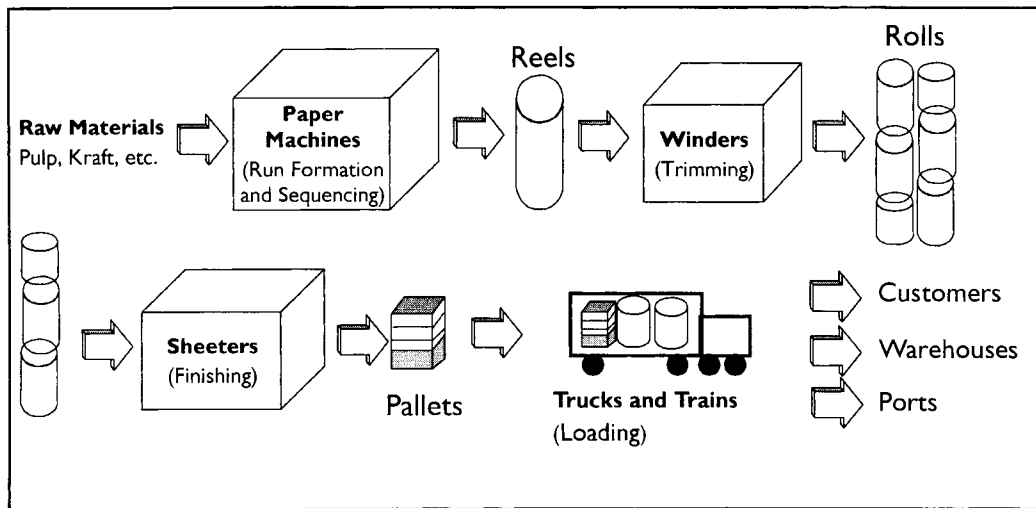 Raw Materials
Pulp, Kraft, etc.
Paper
Machines
(Run Formation
and Sequencing)
Reels
Winders
(Trimming)
Rolls
Sheeters
(Finishing)
Pallets
Trucks and Trains
(Loading)
Customers
Warehouses
Ports